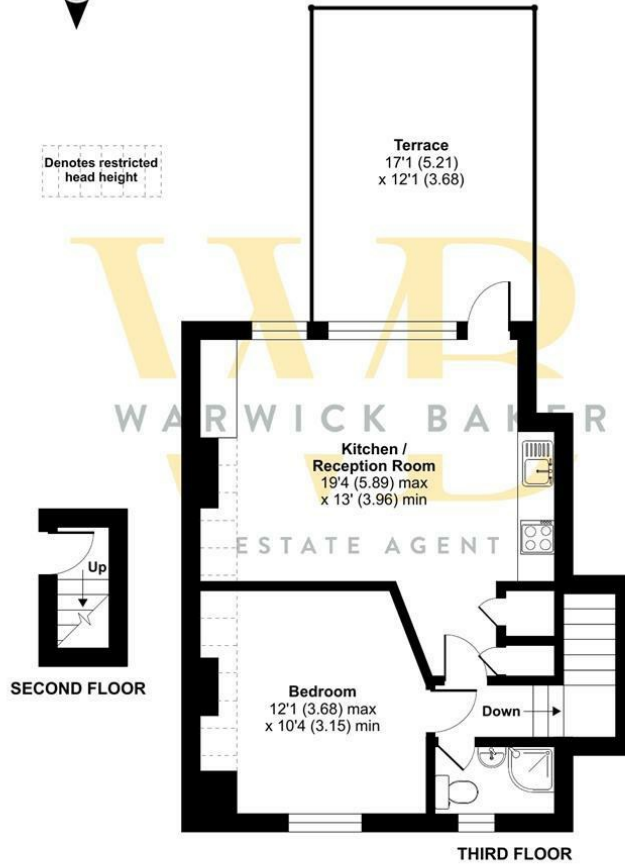 Denotes restricted
head height
Terrace
17'1 (5.21)
x 12'1 (3.68)
WB
WARWICK BAKER
Kitchen /
Reception Room
19'4 (5.89) max
x 13' (3.96) min
ESTATE AGENT
Up
SECOND FLOOR
Bedroom
12'1 (3.68) max
x 10'4 (3.15) min
Down
THIRD FLOOR